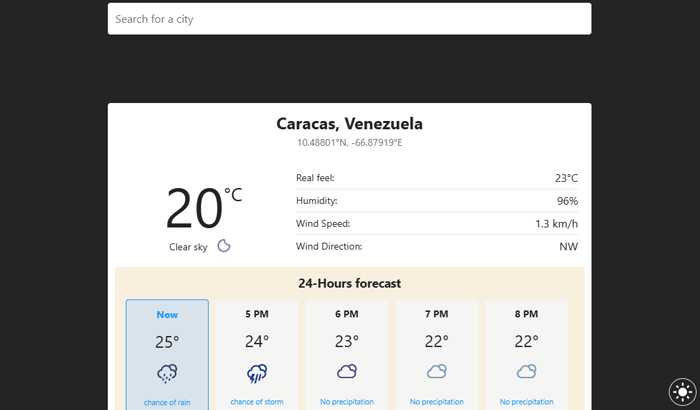 Search for a city
Caracas, Venezuela
10.48801°N, -66.87919°E
20°C
Clear sky
Real feel: 23°C
Humidity: 96%
Wind Speed: 1.3 km/h
Wind Direction: NW
24-Hours forecast
Now 5 PM 6 PM 7 PM 8 PM
25° 24° 23° 22° 22°
chance of rain chance of storm No precipitation No precipitation No precipitation